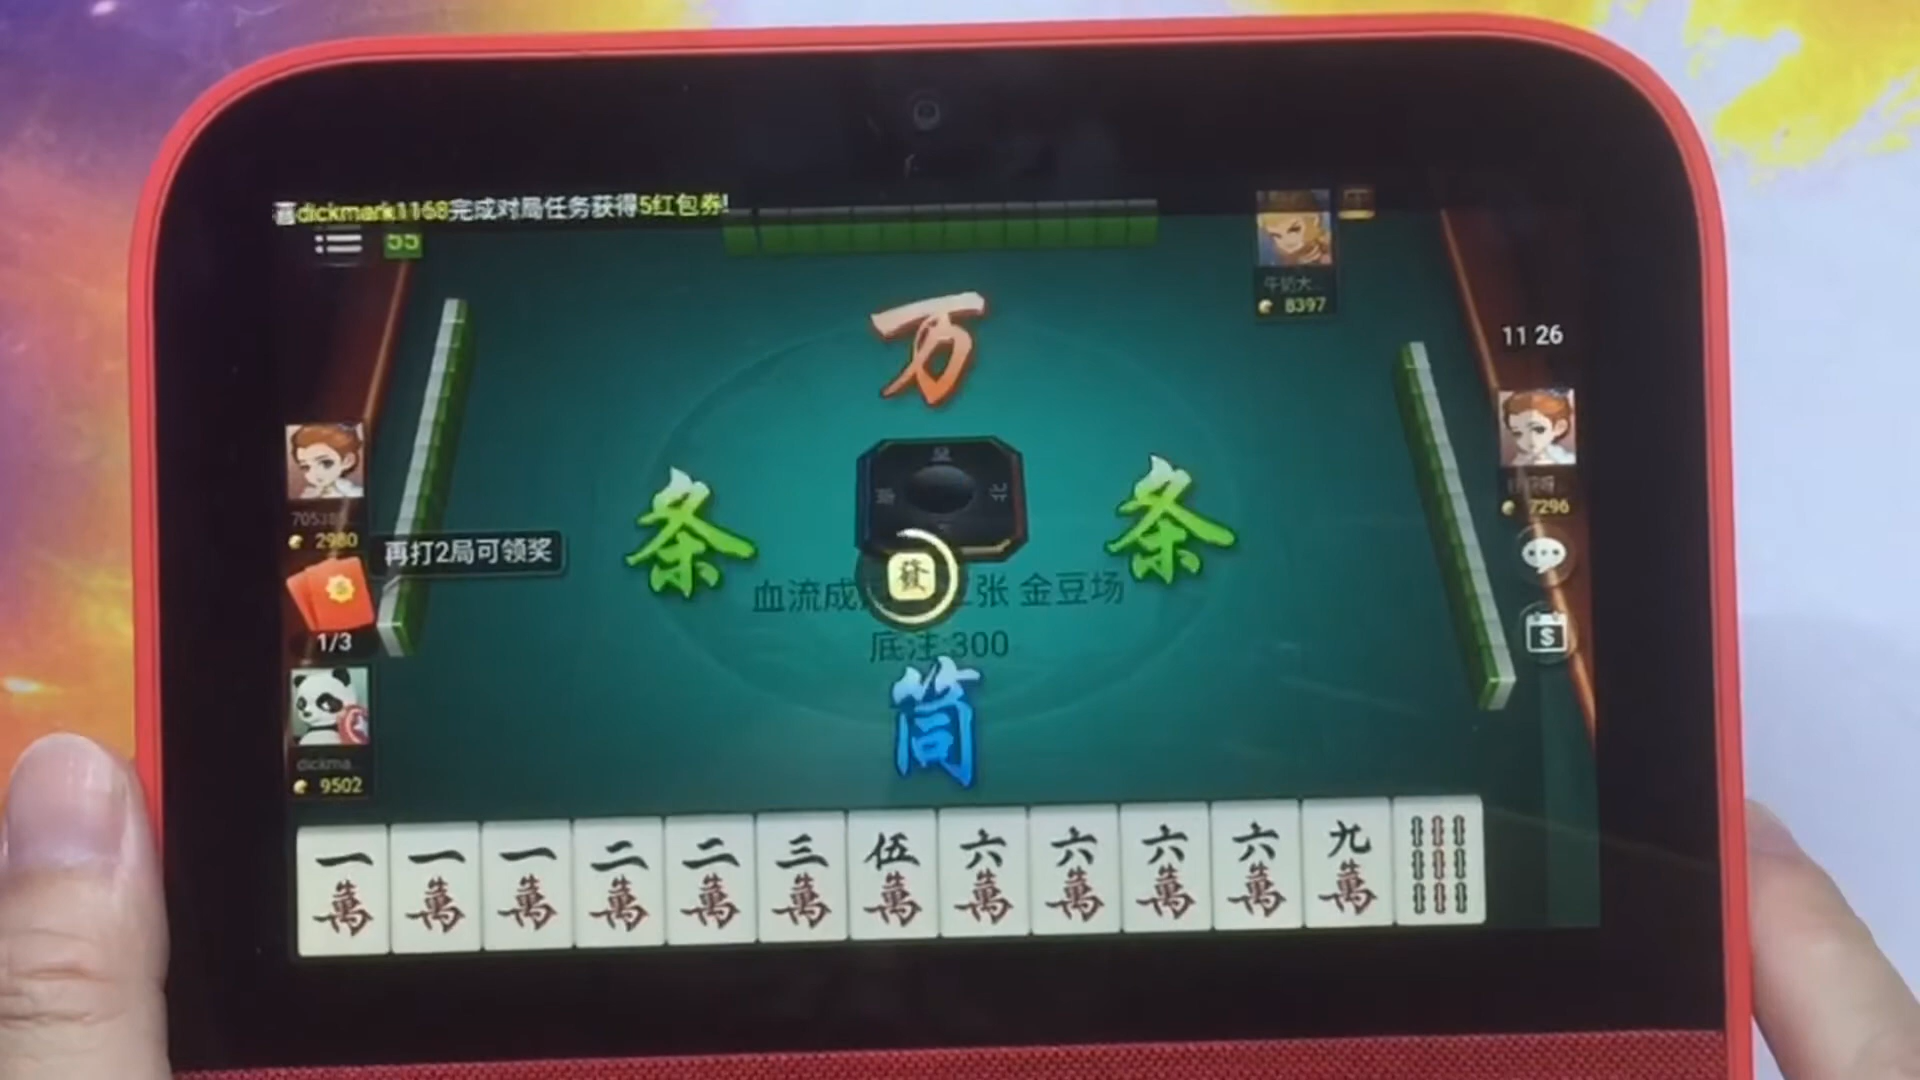 喜dickmark1168完成对局任务获得5红包券!
55
8397
11 26
万
条
条
7296
2980
再打2局可领奖
發
血流成 张 金豆场
底注:300
1/3
筒
dickma...
9502
一萬 一萬 一萬 二萬 二萬 三萬 伍萬 六萬 六萬 六萬 六萬 九萬